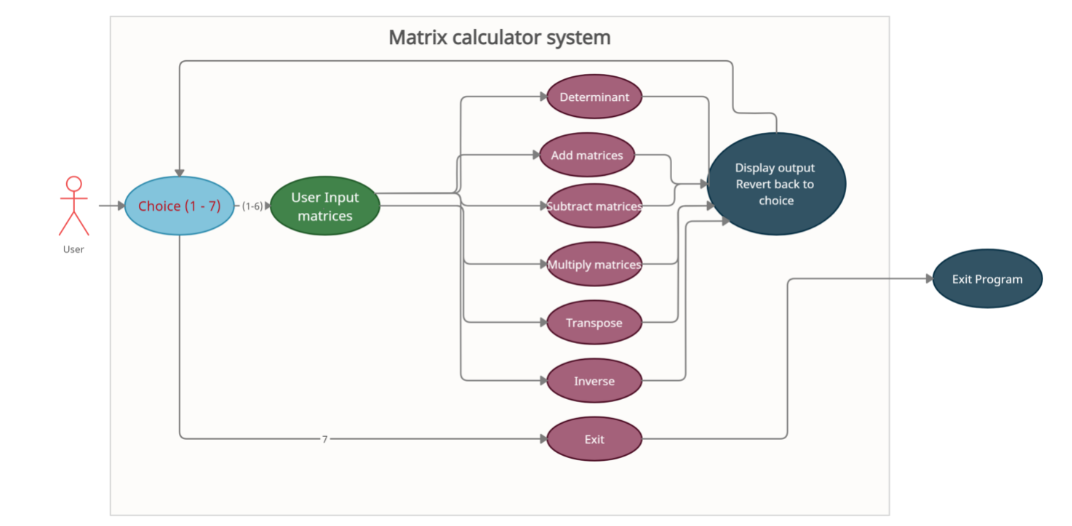 Matrix calculator system
Determinant
Add matrices
Display output
Revert back to
choice
User Input
matrices
Choice (1 - 7)
(1-6)
Subtract matrices
User
Multiply matrices
Exit Program
Transpose
Inverse
7
Exit